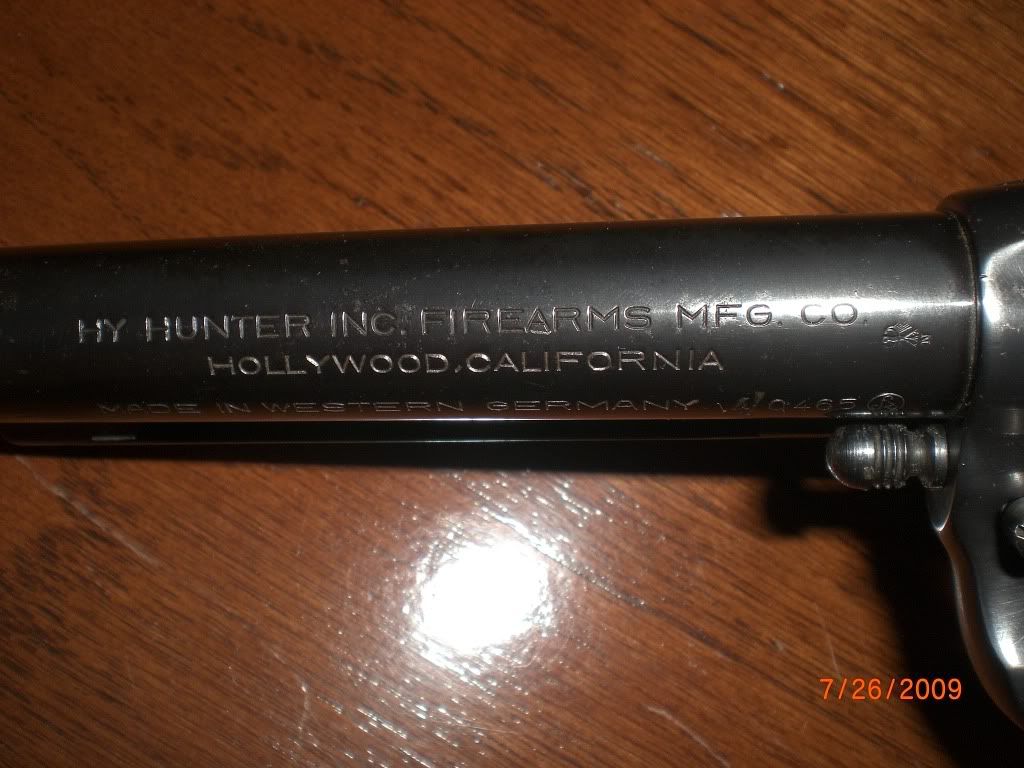 HY HUNTER INC. FIREARMS MFG. CO.
HOLLYWOOD, CALIFORNIA
MADE IN WESTERN GERMANY
7/26/2009